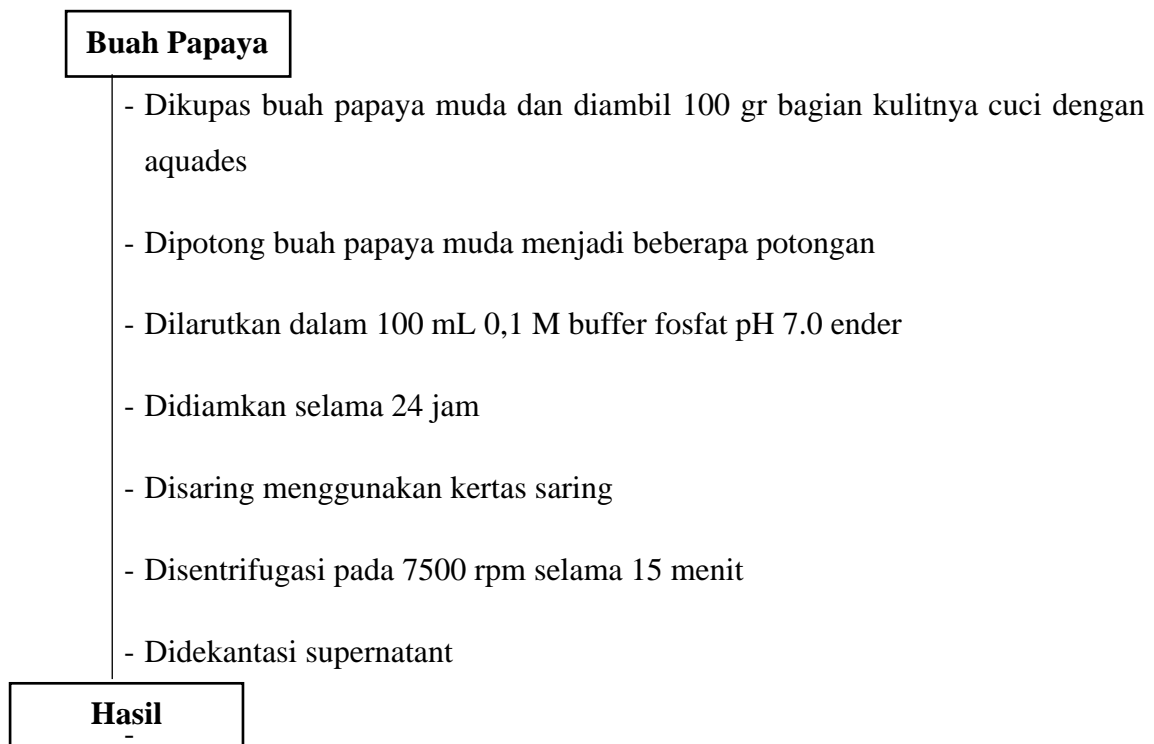 Buah Papaya
- Dikupas buah papaya muda dan diambil 100 gr bagian kulitnya cuci dengan
aquades
- Dipotong buah papaya muda menjadi beberapa potongan
- Dilarutkan dalam 100 mL 0,1 M buffer fosfat pH 7.0 ender
- Didiamkan selama 24 jam
- Disaring menggunakan kertas saring
- Disentrifugasi pada 7500 rpm selama 15 menit
- Didekantasi supernatant
Hasil
-